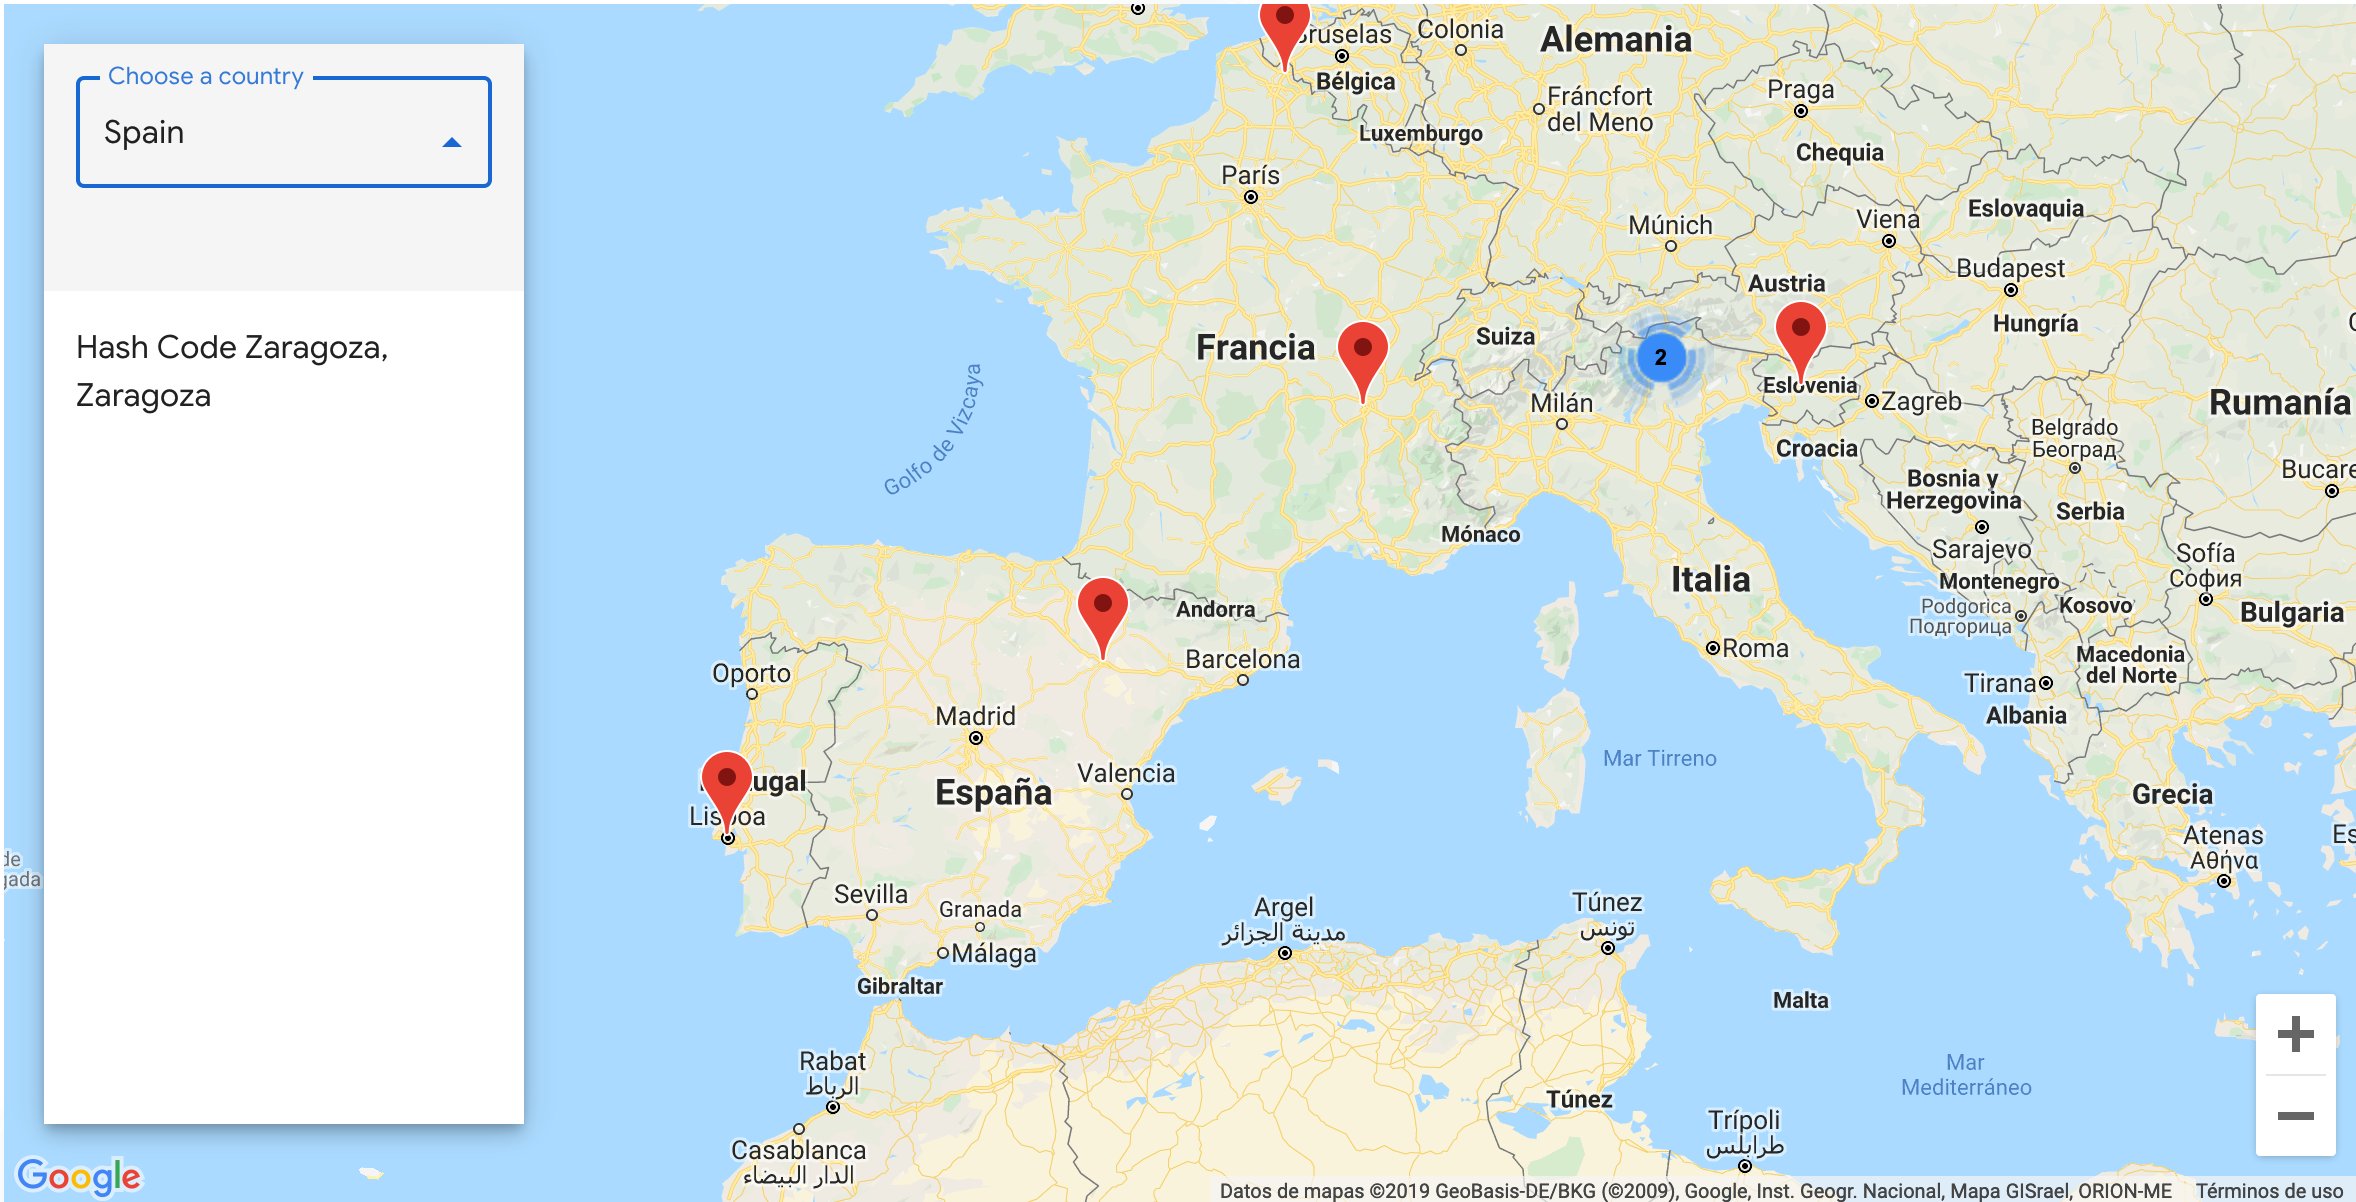 Choose a country
Spain
Hash Code Zaragoza,
Zaragoza
Bruselas
Colonia
Alemania
Bélgica
Praga
Fráncfort
del Meno
Luxemburgo
Chequia
París
Múnich
Viena
Eslovaquia
Budapest
Austria
Hungría
Suiza
Francia
2
Eslovenia
Milán
Zagreb
Rumanía
Golfo de Vizcaya
Croacia
Belgrado
Београд
Bosnia y
Herzegovina
Bucare
Serbia
Mónaco
Sarajevo
Sofía
София
Italia
Montenegro
Andorra
Podgorica
Подгорица
Kosovo
Bulgaria
Roma
Barcelona
Oporto
Macedonia
del Norte
Tirana
Albania
Madrid
Mar Tirreno
Valencia
España
ugal
Lisboa
Grecia
Atenas
Αθήνα
Es
de
gada
Sevilla
Granada
Málaga
Argel
مدينة الجزائر
Túnez
تونس
Gibraltar
Malta
Rabat
الرباط
Mar
Mediterráneo
Túnez
Trípoli
طرابلس
Casablanca
الدار البيضاء
Google
Datos de mapas ©2019 GeoBasis-DE/BKG (©2009), Google, Inst. Geogr. Nacional, Mapa GISrael, ORION-ME
Términos de uso